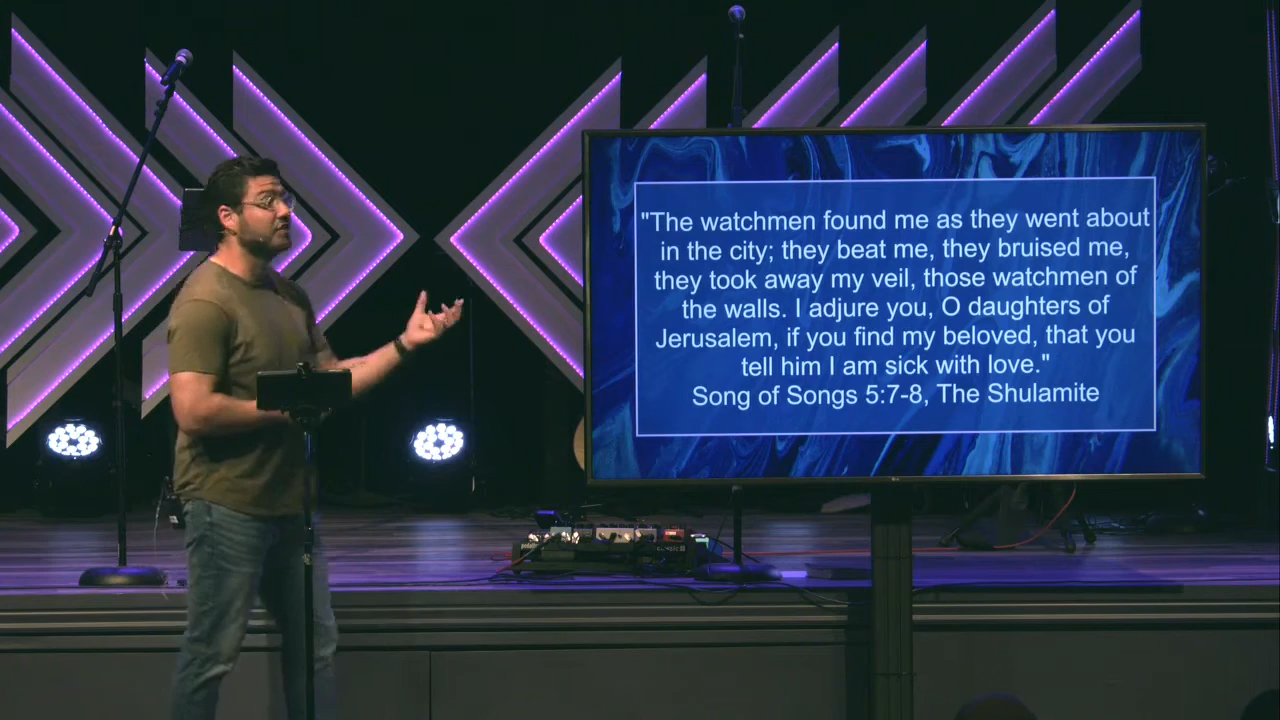 "The watchmen found me as they went about
in the city; they beat me, they bruised me,
they took away my veil, those watchmen of
the walls. I adjure you, O daughters of
Jerusalem, if you find my beloved, that you
tell him I am sick with love."
Song of Songs 5:7-8, The Shulamite